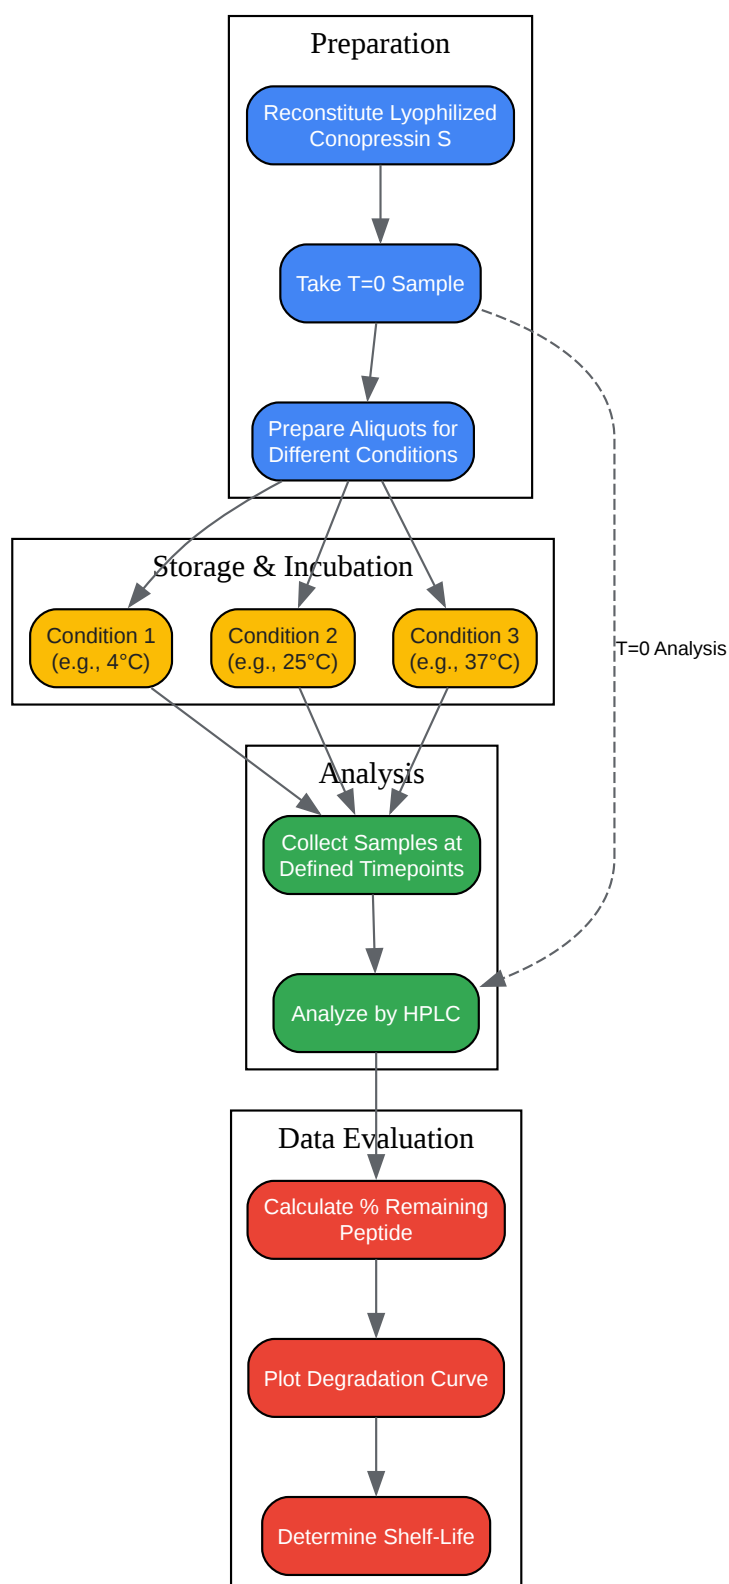 Preparation
Reconstitute Lyophilized
Conopressin S
Take T=0 Sample
Prepare Aliquots for
Different Conditions
Storage & Incubation
Condition 1
(e.g., 4°C)
Condition 2
(e.g., 25°C)
Condition 3
(e.g., 37°C)
T=0 Analysis
Analysis
Collect Samples at
Defined Timepoints
Analyze by HPLC
Data Evaluation
Calculate % Remaining
Peptide
Plot Degradation Curve
Determine Shelf-Life